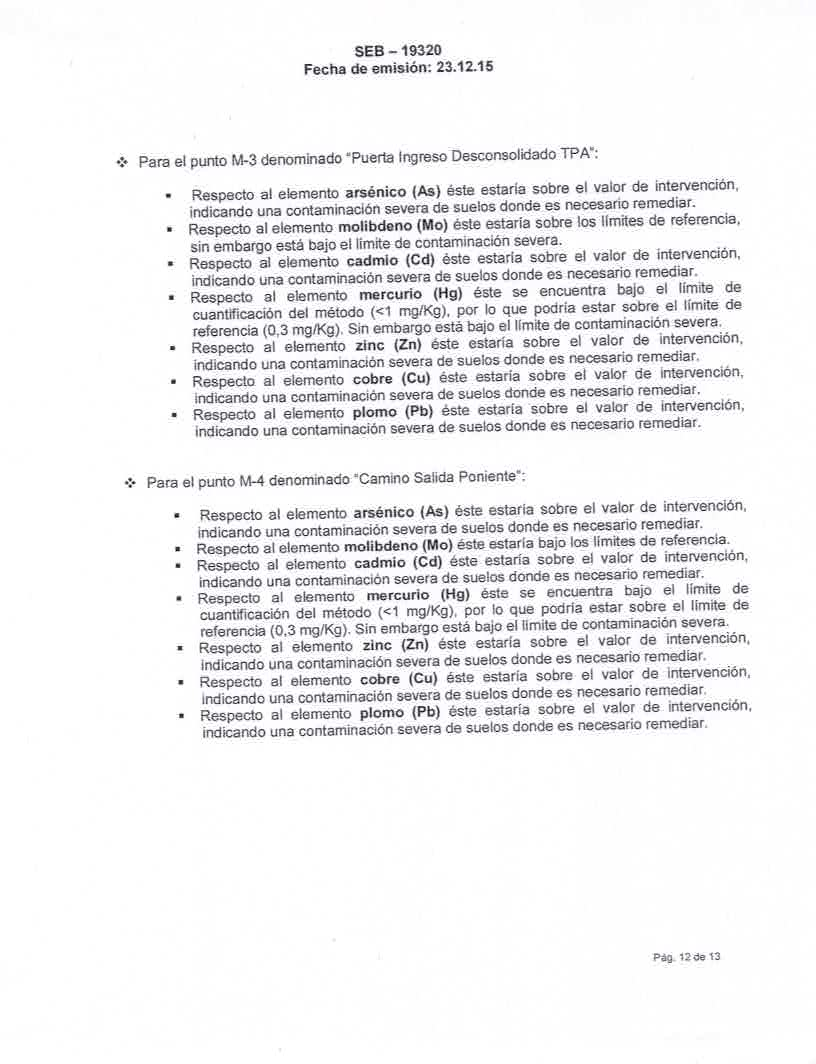 SEB – 19320
Fecha de emisión: 23.12.15
❖ Para el punto M-3 denominado "Puerta Ingreso Desconsolidado TPA":
▪ Respecto al elemento arsénico (As) éste estaría sobre el valor de intervención,
indicando una contaminación severa de suelos donde es necesario remediar.
▪ Respecto al elemento molibdeno (Mo) éste estaría sobre los límites de referencia,
sin embargo está bajo el límite de contaminación severa.
▪ Respecto al elemento cadmio (Cd) éste estaría sobre el valor de intervención,
indicando una contaminación severa de suelos donde es necesario remediar.
▪ Respecto al elemento mercurio (Hg) éste se encuentra bajo el límite de
cuantificación del método (<1 mg/Kg), por lo que podría estar sobre el límite de
referencia (0,3 mg/Kg). Sin embargo está bajo el límite de contaminación severa.
▪ Respecto al elemento zinc (Zn) éste estaría sobre el valor de intervención,
indicando una contaminación severa de suelos donde es necesario remediar.
▪ Respecto al elemento cobre (Cu) éste estaría sobre el valor de intervención,
indicando una contaminación severa de suelos donde es necesario remediar.
▪ Respecto al elemento plomo (Pb) éste estaría sobre el valor de intervención,
indicando una contaminación severa de suelos donde es necesario remediar.
❖ Para el punto M-4 denominado "Camino Salida Poniente":
▪ Respecto al elemento arsénico (As) éste estaría sobre el valor de intervención,
indicando una contaminación severa de suelos donde es necesario remediar.
▪ Respecto al elemento molibdeno (Mo) éste estaría bajo los límites de referencia.
▪ Respecto al elemento cadmio (Cd) éste estaría sobre el valor de intervención,
indicando una contaminación severa de suelos donde es necesario remediar.
▪ Respecto al elemento mercurio (Hg) éste se encuentra bajo el límite de
cuantificación del método (<1 mg/Kg), por lo que podría estar sobre el límite de
referencia (0,3 mg/Kg). Sin embargo está bajo el límite de contaminación severa.
▪ Respecto al elemento zinc (Zn) éste estaría sobre el valor de intervención,
indicando una contaminación severa de suelos donde es necesario remediar.
▪ Respecto al elemento cobre (Cu) éste estaría sobre el valor de intervención,
indicando una contaminación severa de suelos donde es necesario remediar.
▪ Respecto al elemento plomo (Pb) éste estaría sobre el valor de intervención,
indicando una contaminación severa de suelos donde es necesario remediar.
Pág. 12 de 13